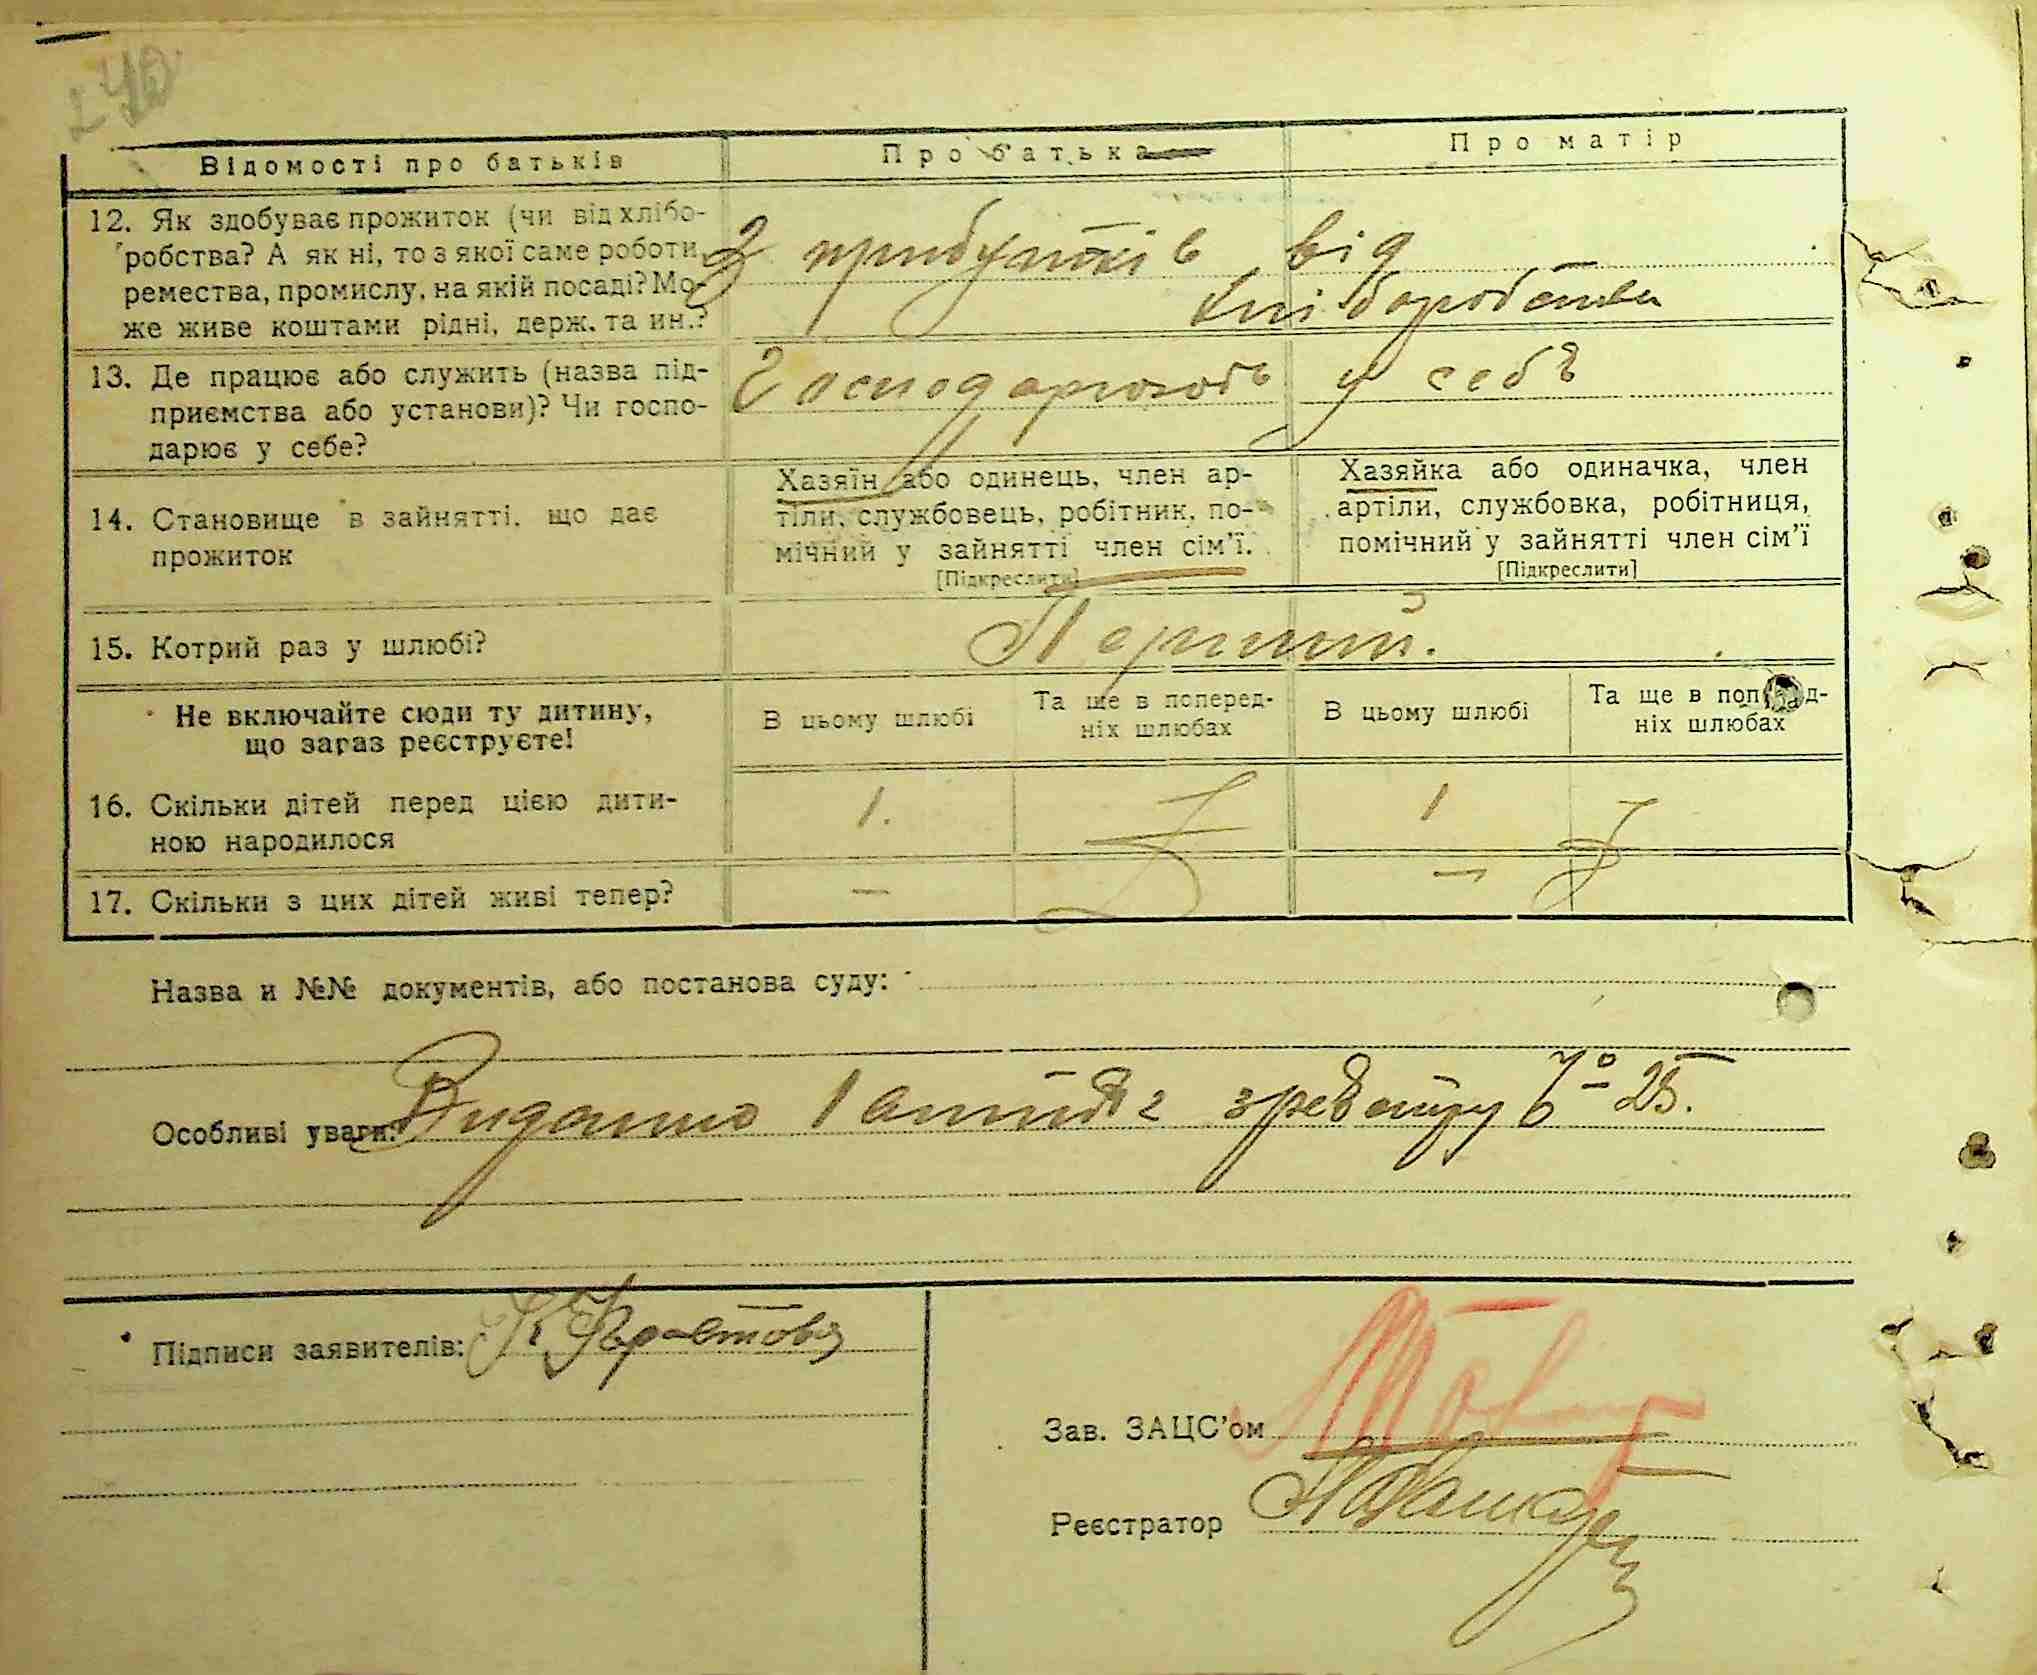 240
Відомості про батьків
Про батька
Про матір
12. Як здобуває прожиток (чи від хлібо-
робства? А як ні, то з якої саме роботи,
ремества, промислу, на якій посаді? Мо-
же живе коштами рідні, держ. та ин.?
З прибутків від
хліборобства
13. Де працює або служить (назва під-
приємства або установи)? Чи госпо-
дарює у себе?
Господарюють у себѣ
14. Становище в зайнятті, що дає
прожиток
Хазяїн або одинець, член ар-
тіли, службовець, робітник, по-
мічний у зайнятті член сім'ї.
[Підкреслити]
Хазяйка або одиначка, член
артіли, службовка, робітниця,
помічний у зайнятті член сім'ї
[Підкреслити]
15. Котрий раз у шлюбі?
Перший.
Не включайте сюди ту дитину,
що зараз реєструєте!
В цьому шлюбі
Та ще в поперед-
ніх шлюбах
В цьому шлюбі
Та ще в поперед-
ніх шлюбах
16. Скільки дітей перед цією дити-
ною народилося
1.
1
17. Скільки з цих дітей живі тепер?
—
—
Назва и №№ документів, або постанова суду:
Особливі уваги:
Видано 1
Підписи заявителів:
Зав. ЗАЦС'ом
Реєстратор